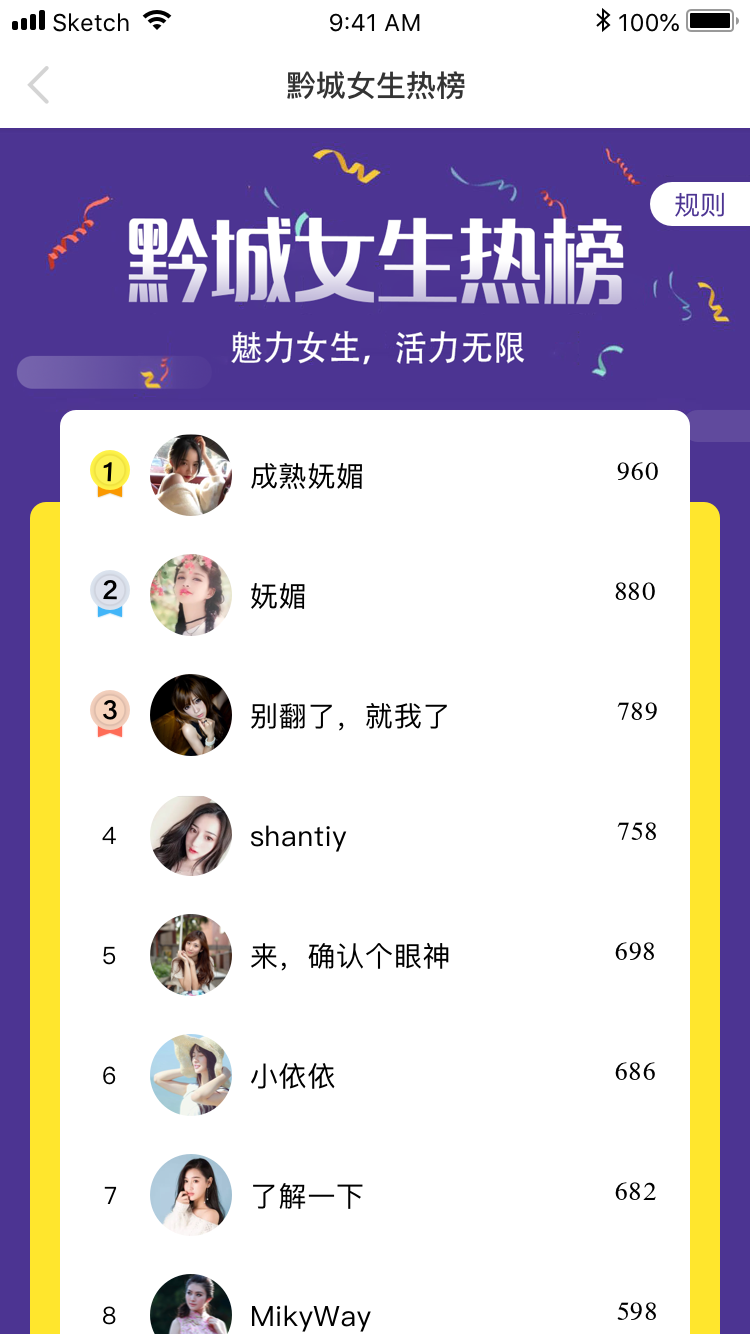 Sketch 9:41 AM 100%
黔城女生热榜
规则
黔城女生热榜
魅力女生，活力无限
1 成熟妩媚 960
2 妩媚 880
3 别翻了，就我了 789
4 shantiy 758
5 来，确认个眼神 698
6 小依依 686
7 了解一下 682
8 MikyWay 598